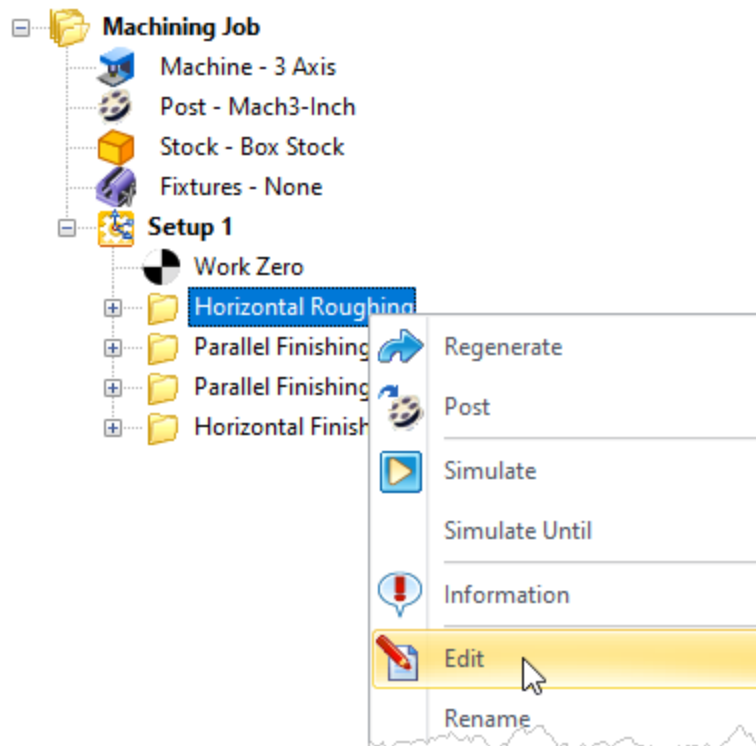 Machining Job
Machine - 3 Axis
Post - Mach3-Inch
Stock - Box Stock
Fixtures - None
Setup 1
Work Zero
Horizontal Roughing
Parallel Finishing
Parallel Finishing
Horizontal Finish
Regenerate
Post
Simulate
Simulate Until
Information
Edit
Rename